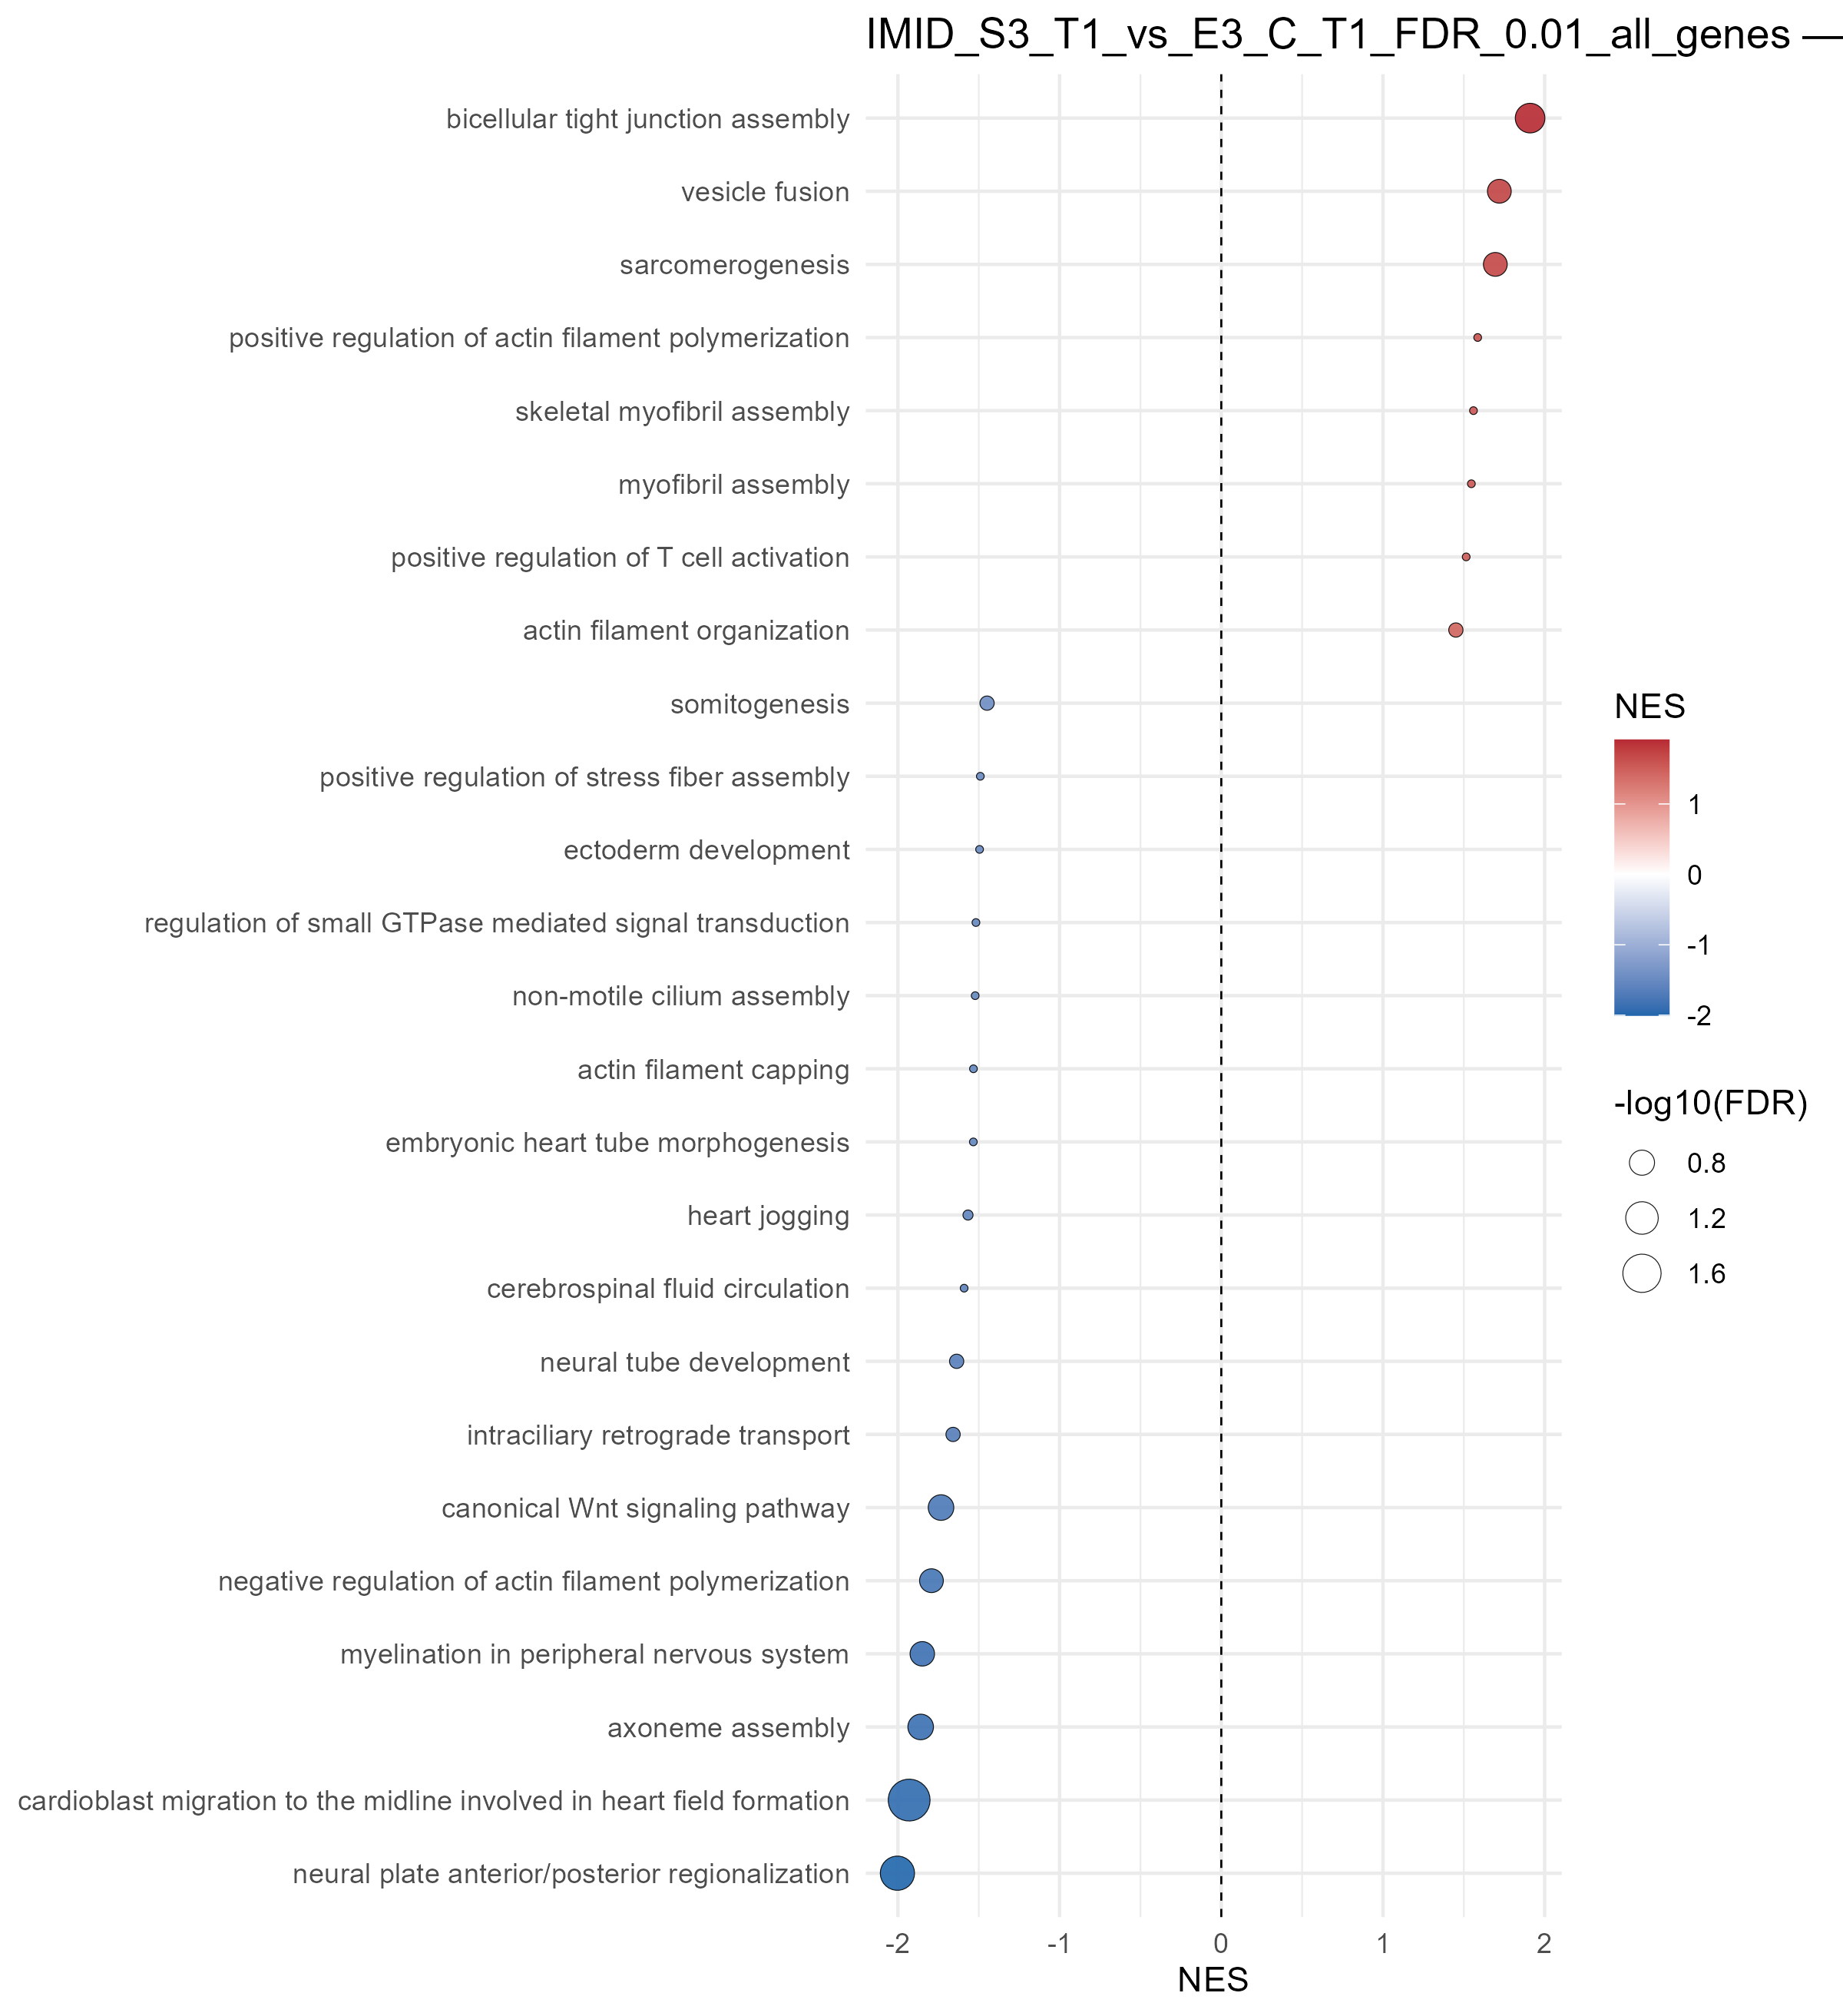 IMID_S3_T1_vs_E3_C_T1_FDR_0.01_all_genes —
bicellular tight junction assembly
vesicle fusion
sarcomerogenesis
positive regulation of actin filament polymerization
skeletal myofibril assembly
myofibril assembly
positive regulation of T cell activation
actin filament organization
somitogenesis
positive regulation of stress fiber assembly
ectoderm development
regulation of small GTPase mediated signal transduction
non-motile cilium assembly
actin filament capping
embryonic heart tube morphogenesis
heart jogging
cerebrospinal fluid circulation
neural tube development
intraciliary retrograde transport
canonical Wnt signaling pathway
negative regulation of actin filament polymerization
myelination in peripheral nervous system
axoneme assembly
cardioblast migration to the midline involved in heart field formation
neural plate anterior/posterior regionalization
-2 -1 0 1 2
NES
NES
1
0
-1
-2
-log10(FDR)
0.8
1.2
1.6